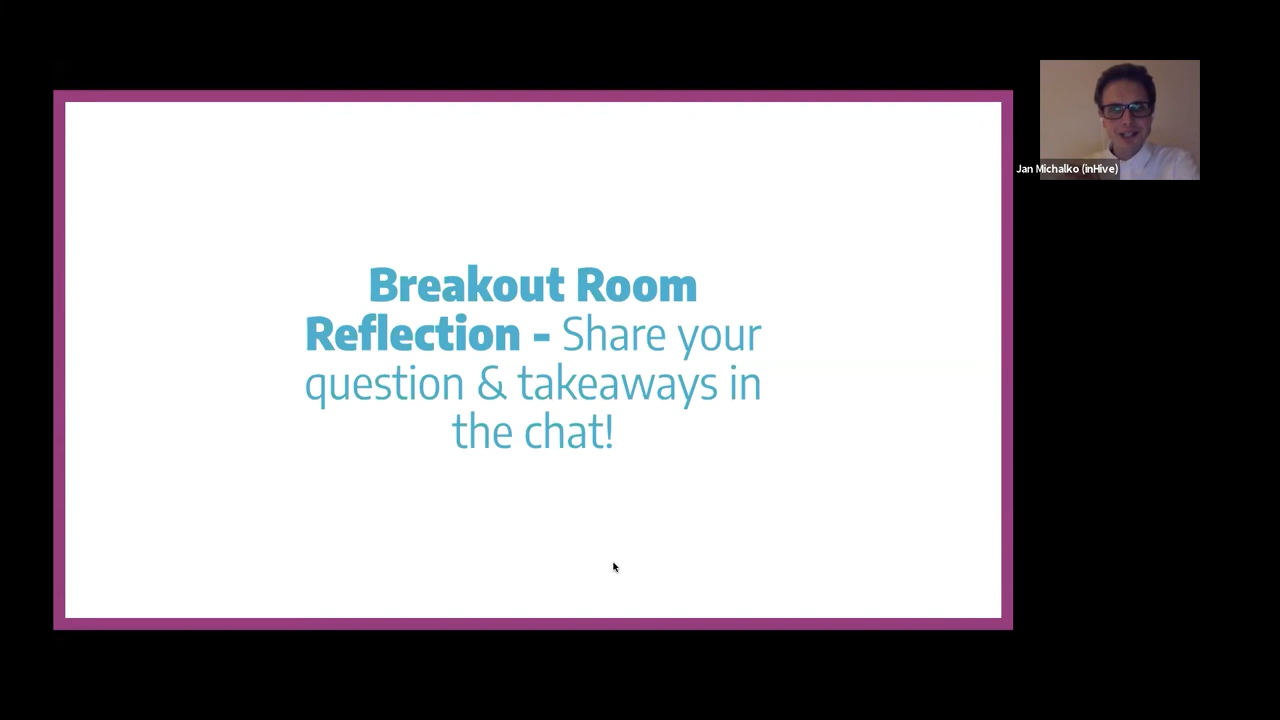 Breakout Room
Reflection - Share your
question & takeaways in
the chat!
Jan Michalko (inHive)